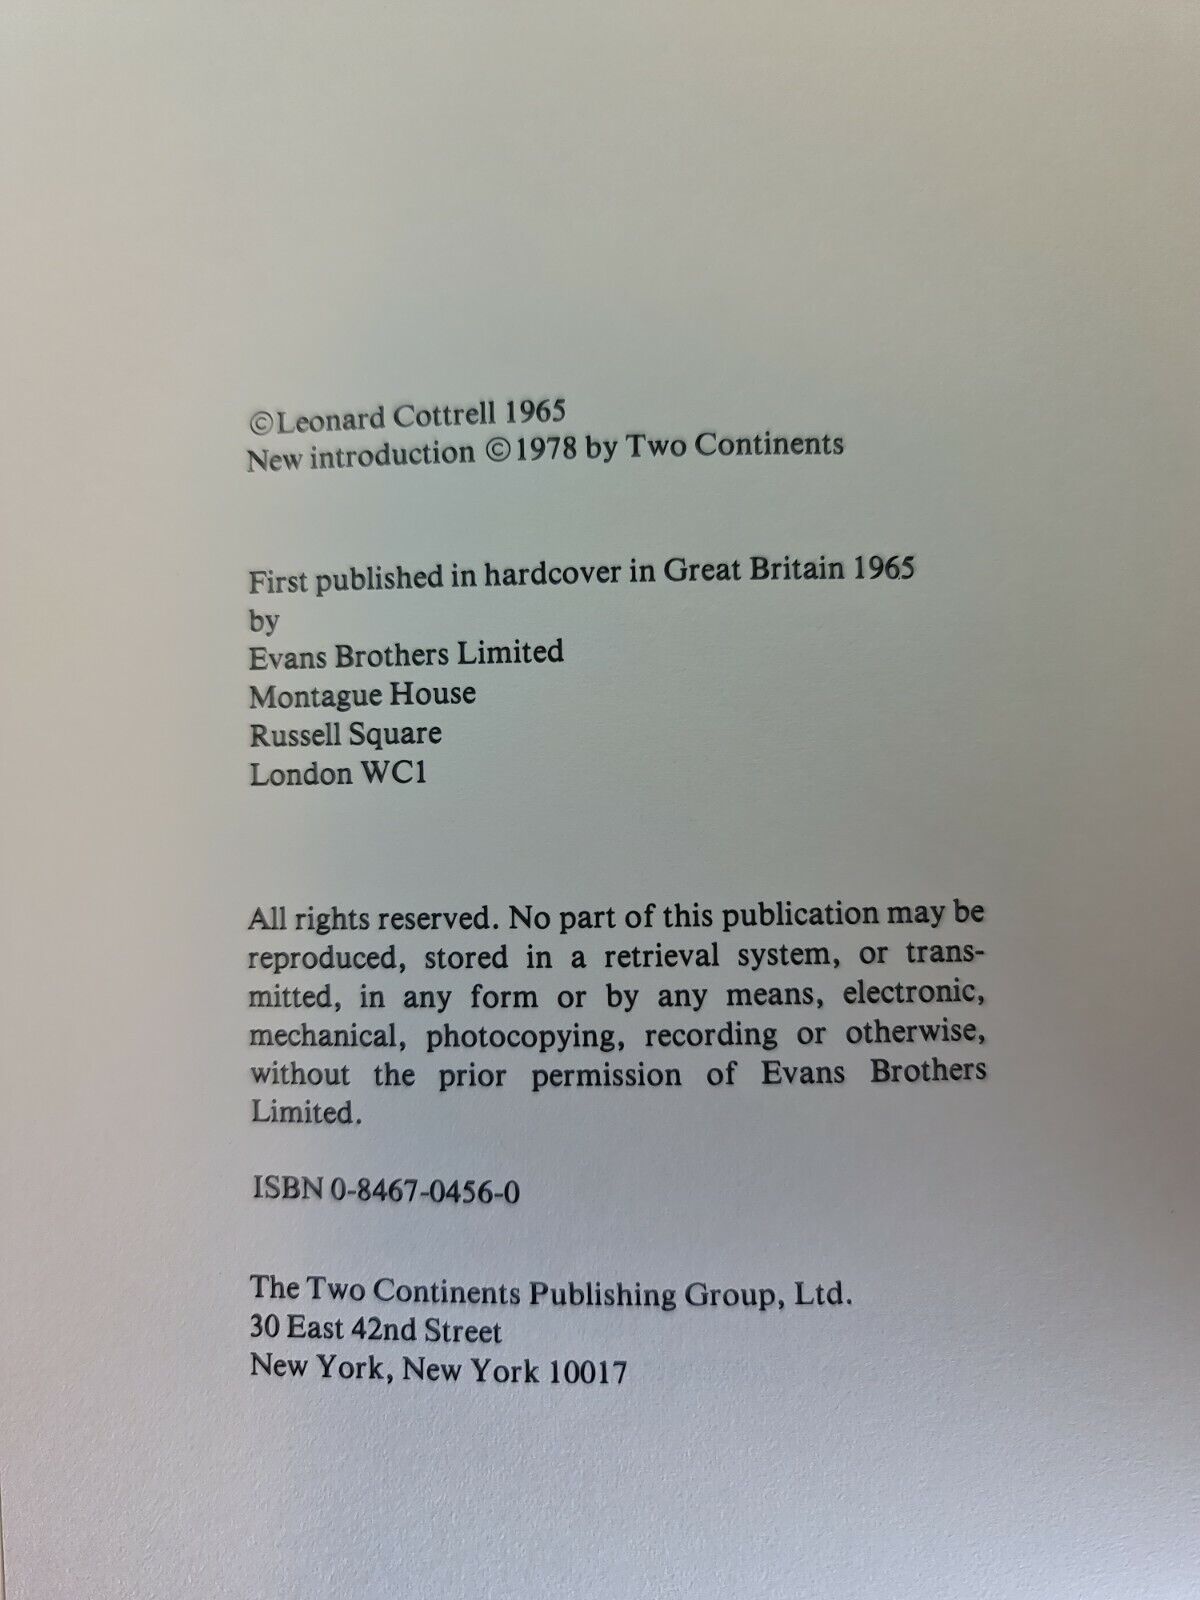 ©Leonard Cottrell 1965
New introduction ©1978 by Two Continents
First published in hardcover in Great Britain 1965
by
Evans Brothers Limited
Montague House
Russell Square
London WC1
All rights reserved. No part of this publication may be
reproduced, stored in a retrieval system, or trans-
mitted, in any form or by any means, electronic,
mechanical, photocopying, recording or otherwise,
without the prior permission of Evans Brothers
Limited.
ISBN 0-8467-0456-0
The Two Continents Publishing Group, Ltd.
30 East 42nd Street
New York, New York 10017